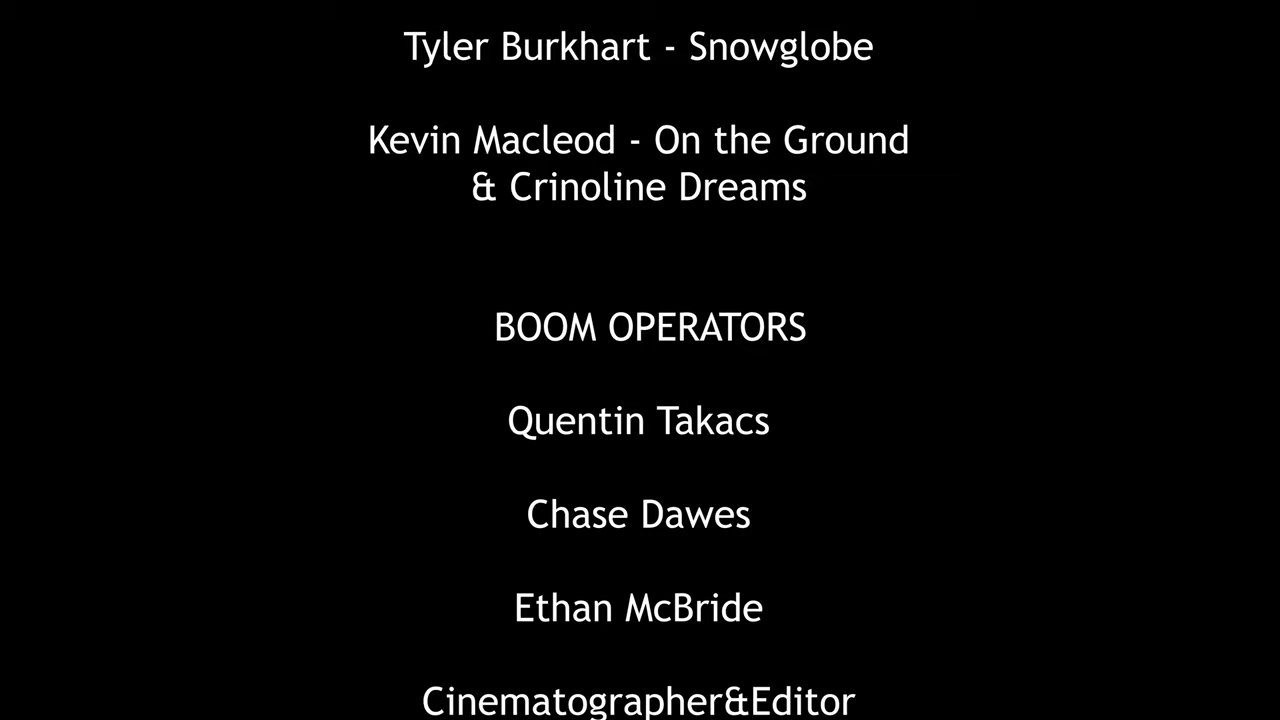 Tyler Burkhart - Snowglobe
Kevin Macleod - On the Ground
& Crinoline Dreams
BOOM OPERATORS
Quentin Takacs
Chase Dawes
Ethan McBride
Cinematographer&Editor